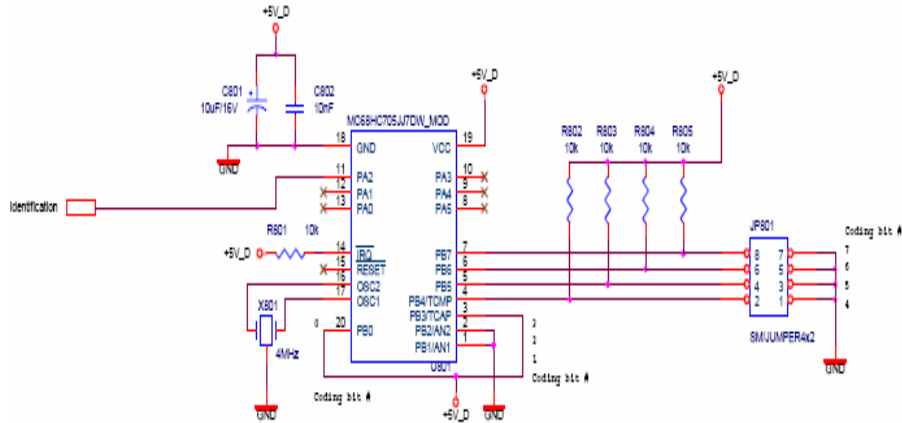 +5V_D
C801
10uF/16V
C802
10nF
GND
MC68HC705JJ7DW_MOD
18 GND
VCC 19
11 PA2
12 PA1
13 PA0
PA3 10
PA4 9
PA5 8
14 IRQ
15 RESET
16 OSC2
17 OSC1
20 PB0
PB7 7
PB6 6
PB5 5
PB4/TCMP 4
PB3/TCAP 3
PB2/AN2 2
PB1/AN1 1
U801
Identification
R801 10k
+5V_D
X801
4MHz
GND
0
Coding bit #
+5V_D
3
2
1
Coding bit #
GND
+5V_D
+5V_D
R802 R803 R804 R805
10k 10k 10k 10k
JP801
Coding bit #
8 7 7
6 5 6
4 3 5
2 1 4
SMIJUMPER4x2
GND